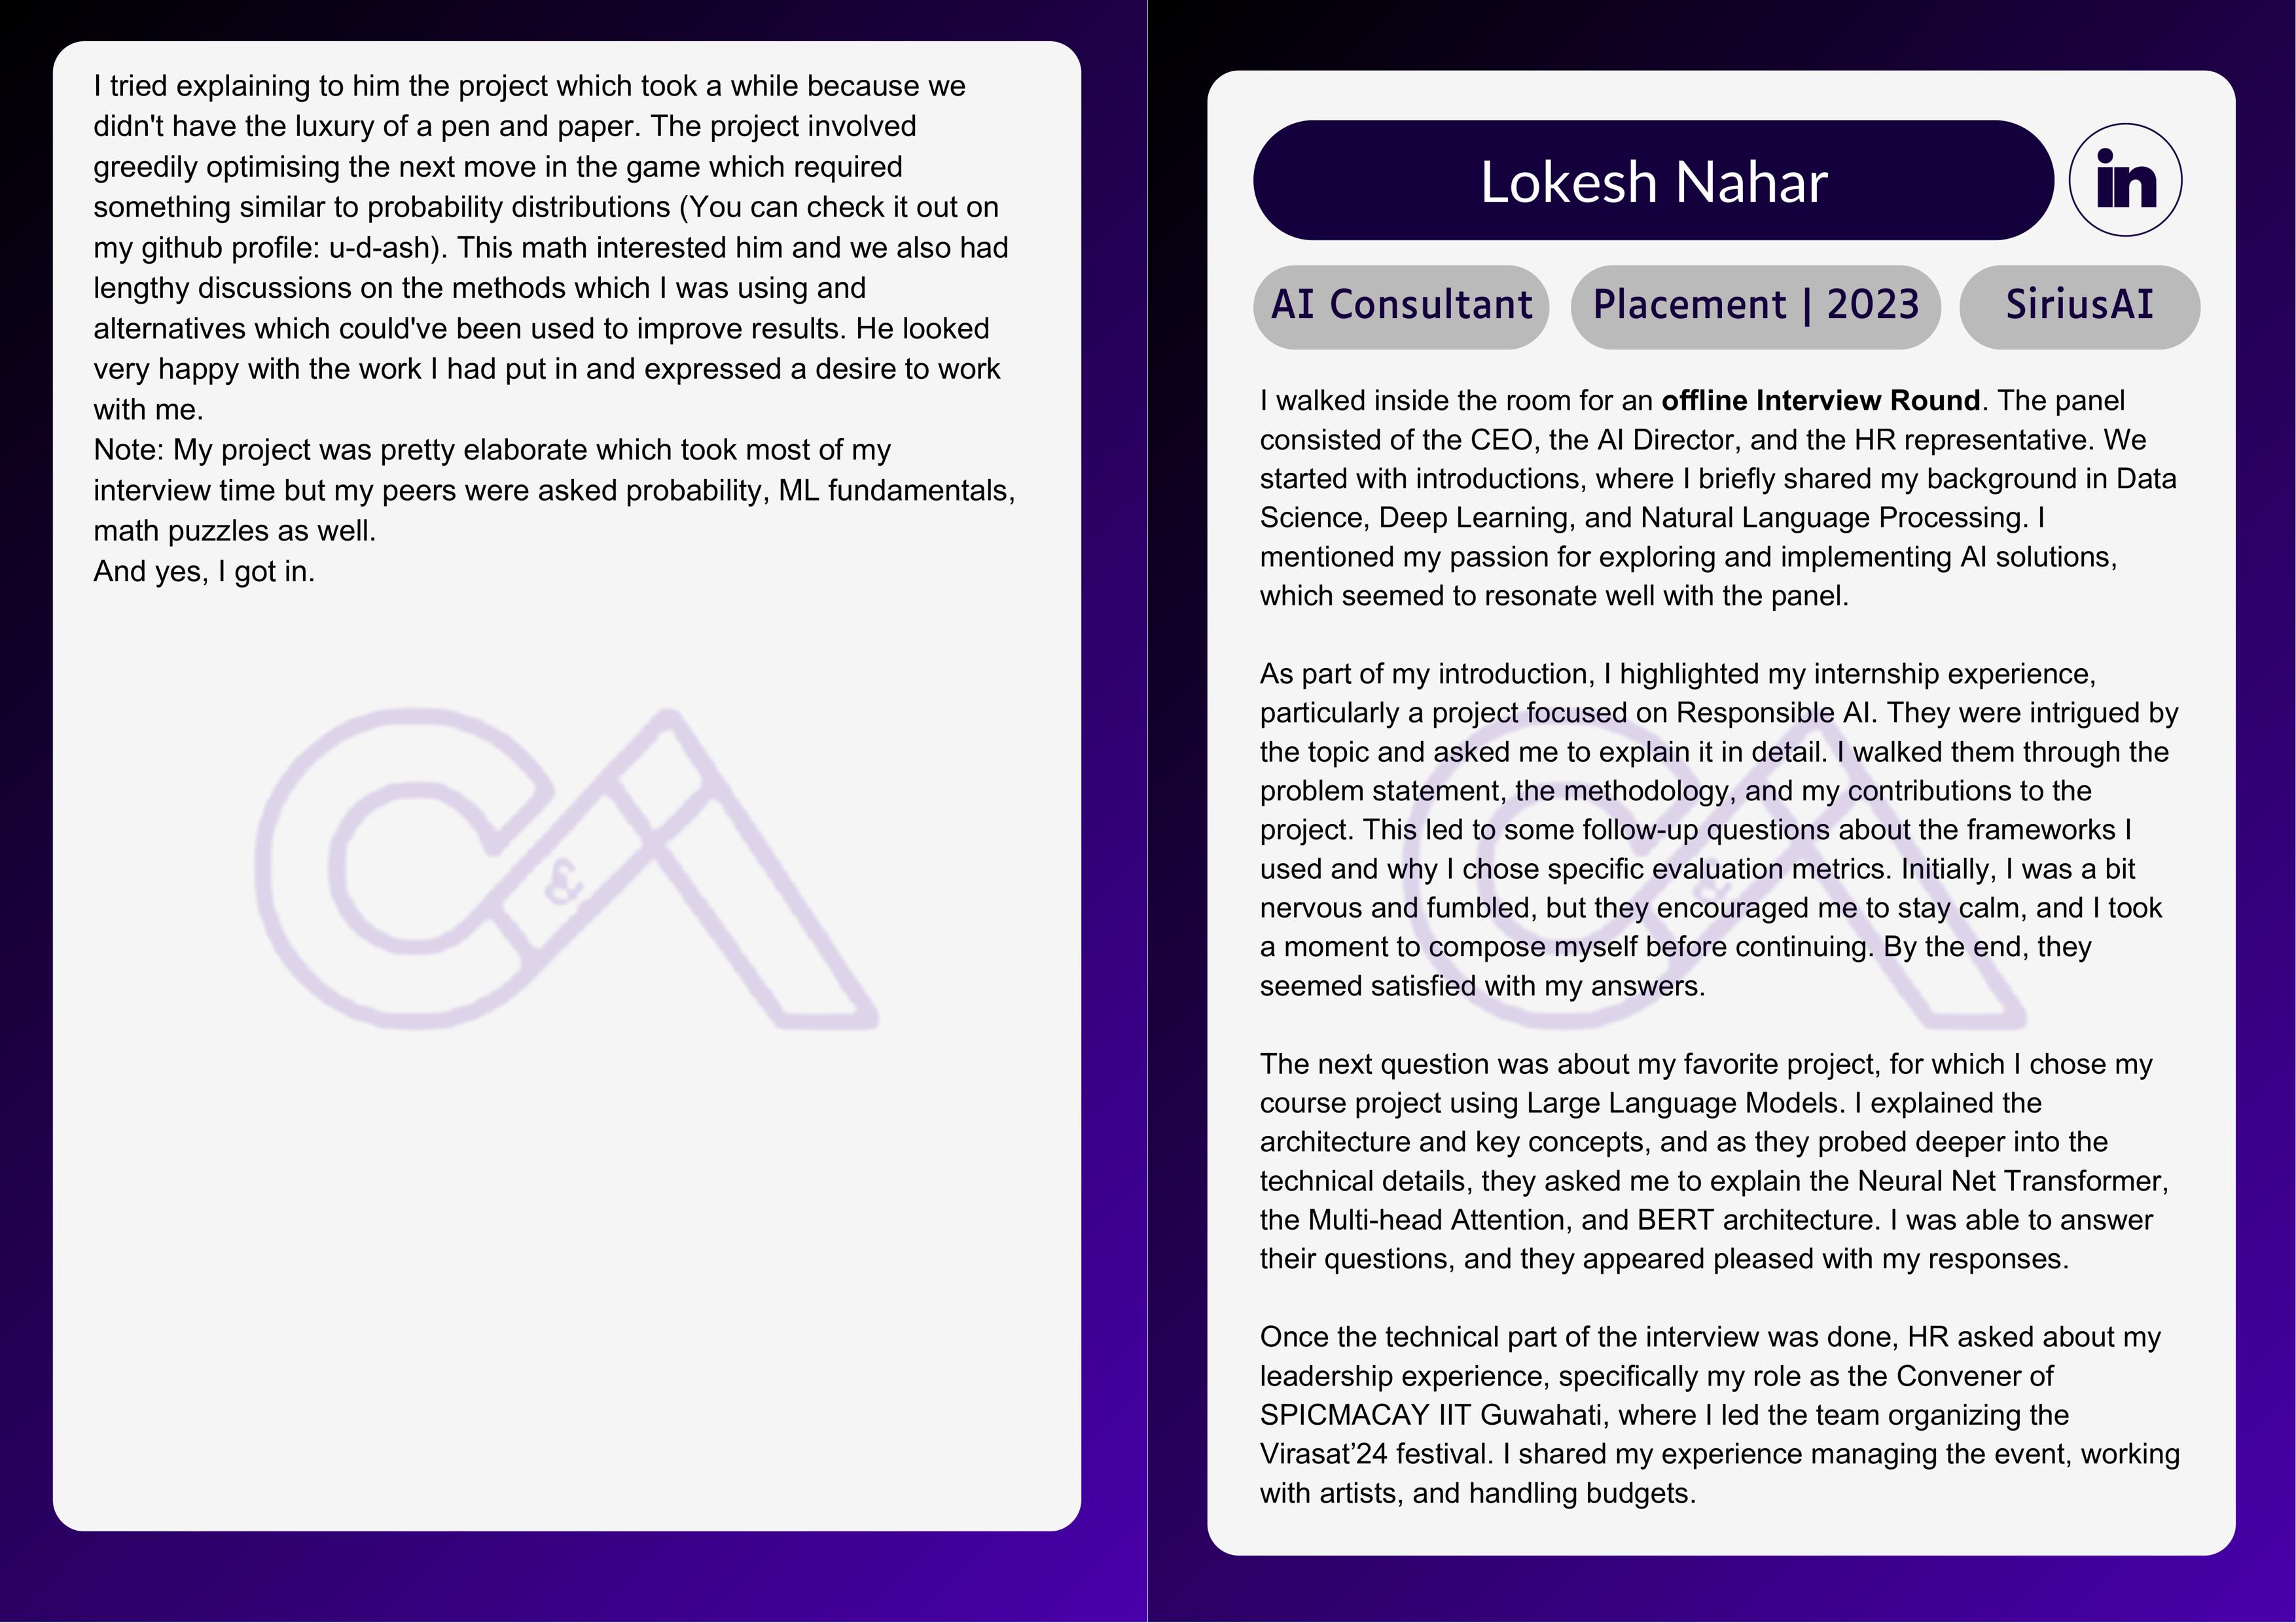 I tried explaining to him the project which took a while because we
didn't have the luxury of a pen and paper. The project involved
greedily optimising the next move in the game which required
something similar to probability distributions (You can check it out on
my github profile: u-d-ash). This math interested him and we also had
lengthy discussions on the methods which I was using and
alternatives which could've been used to improve results. He looked
very happy with the work I had put in and expressed a desire to work
with me.
Note: My project was pretty elaborate which took most of my
interview time but my peers were asked probability, ML fundamentals,
math puzzles as well.
And yes, I got in.
C&A
Lokesh Nahar
in
AI Consultant
Placement | 2023
SiriusAI
I walked inside the room for an offline Interview Round. The panel
consisted of the CEO, the AI Director, and the HR representative. We
started with introductions, where I briefly shared my background in Data
Science, Deep Learning, and Natural Language Processing. I
mentioned my passion for exploring and implementing AI solutions,
which seemed to resonate well with the panel.
As part of my introduction, I highlighted my internship experience,
particularly a project focused on Responsible AI. They were intrigued by
the topic and asked me to explain it in detail. I walked them through the
problem statement, the methodology, and my contributions to the
project. This led to some follow-up questions about the frameworks I
used and why I chose specific evaluation metrics. Initially, I was a bit
nervous and fumbled, but they encouraged me to stay calm, and I took
a moment to compose myself before continuing. By the end, they
seemed satisfied with my answers.
The next question was about my favorite project, for which I chose my
course project using Large Language Models. I explained the
architecture and key concepts, and as they probed deeper into the
technical details, they asked me to explain the Neural Net Transformer,
the Multi-head Attention, and BERT architecture. I was able to answer
their questions, and they appeared pleased with my responses.
Once the technical part of the interview was done, HR asked about my
leadership experience, specifically my role as the Convener of
SPICMACAY IIT Guwahati, where I led the team organizing the
Virasat’24 festival. I shared my experience managing the event, working
with artists, and handling budgets.
C&A